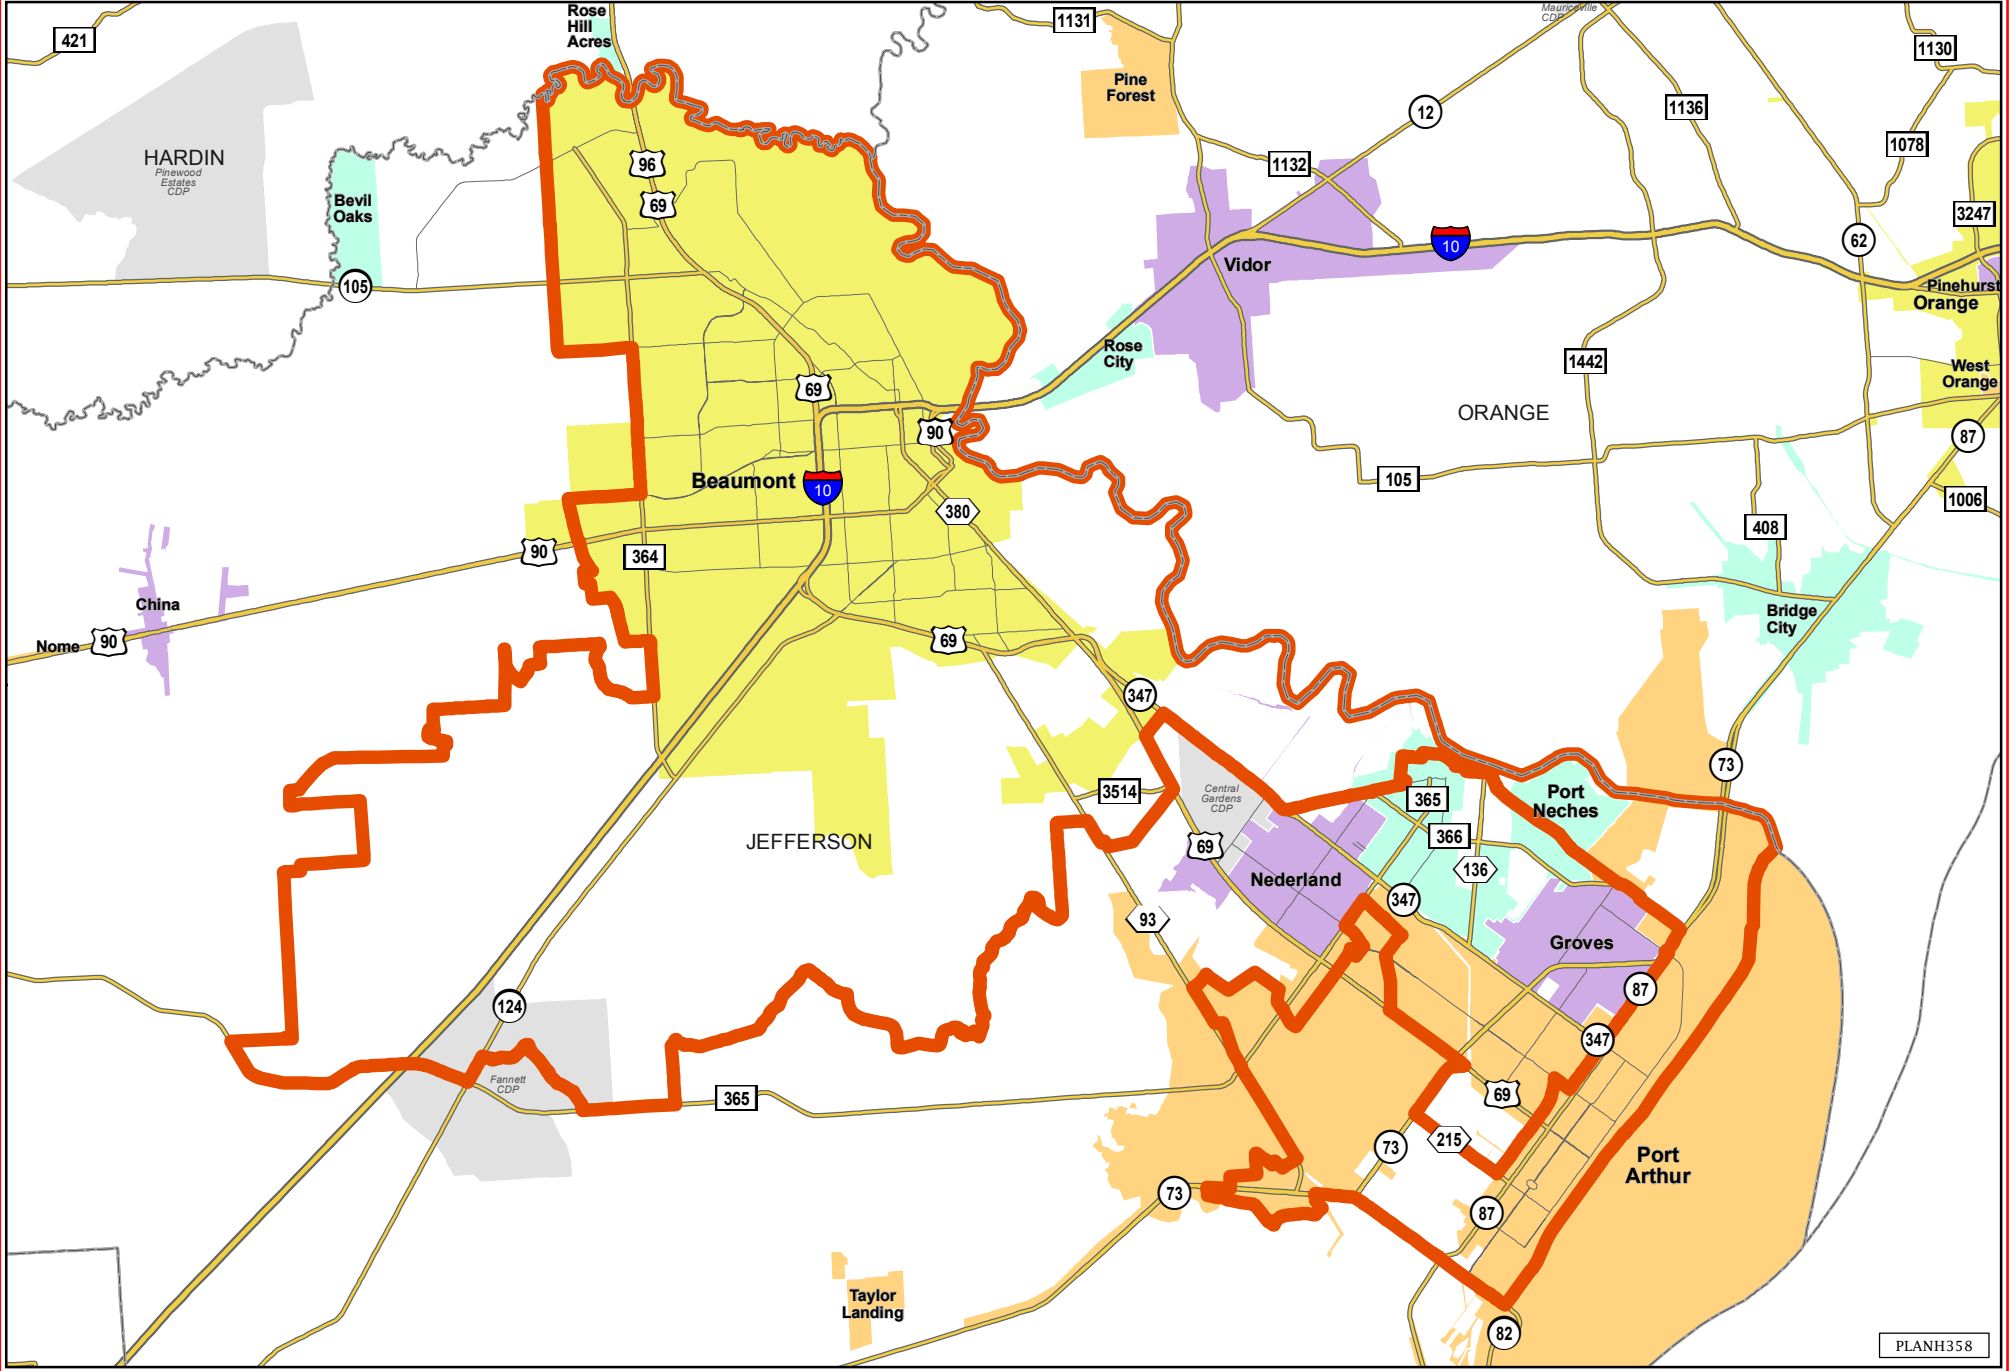 Rose
Hill
Acres
Mauriceville
CDP
421
1131
1130
Pine
Forest
12
1136
1078
HARDIN
Pinewood
Estates
CDP
96
1132
69
Bevil
Oaks
3247
62
10
Vidor
105
Pinehurst
Orange
Rose
City
1442
West
Orange
69
ORANGE
90
87
Beaumont
10
105
1006
380
408
90
364
China
Bridge
City
Nome
90
69
347
73
3514
Central
Gardens
CDP
365
Port
Neches
JEFFERSON
69
366
136
Nederland
347
93
Groves
87
124
347
Fannett
CDP
365
69
73
215
Port
Arthur
73
87
Taylor
Landing
82
PLANH358